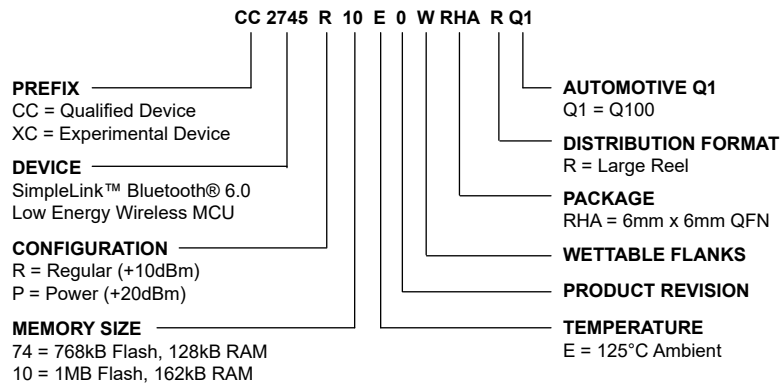 CC 2745 R 10 E 0 W RHA R Q1
PREFIX
CC = Qualified Device
XC = Experimental Device
DEVICE
SimpleLink™ Bluetooth® 6.0
Low Energy Wireless MCU
CONFIGURATION
R = Regular (+10dBm)
P = Power (+20dBm)
MEMORY SIZE
74 = 768kB Flash, 128kB RAM
10 = 1MB Flash, 162kB RAM
AUTOMOTIVE Q1
Q1 = Q100
DISTRIBUTION FORMAT
R = Large Reel
PACKAGE
RHA = 6mm x 6mm QFN
WETTABLE FLANKS
PRODUCT REVISION
TEMPERATURE
E = 125°C Ambient